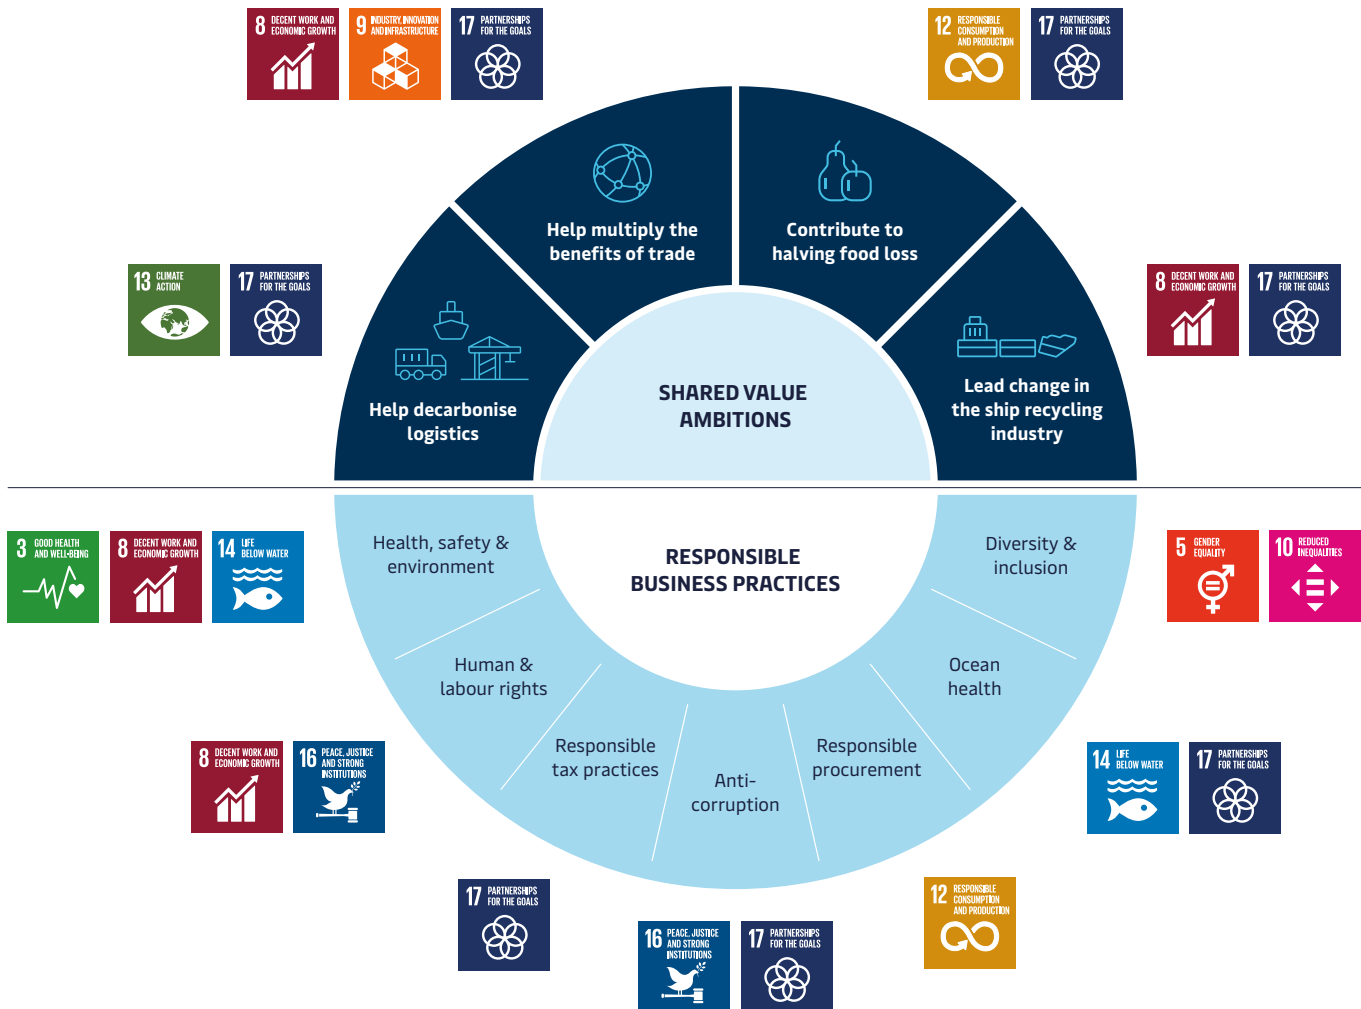 8 DECENT WORK AND
ECONOMIC GROWTH
9 INDUSTRY, INNOVATION
AND INFRASTRUCTURE
17 PARTNERSHIPS
FOR THE GOALS
12 RESPONSIBLE
CONSUMPTION
AND PRODUCTION
17 PARTNERSHIPS
FOR THE GOALS
Help multiply the
benefits of trade
Contribute to
halving food loss
13 CLIMATE
ACTION
17 PARTNERSHIPS
FOR THE GOALS
8 DECENT WORK AND
ECONOMIC GROWTH
17 PARTNERSHIPS
FOR THE GOALS
Help decarbonise
logistics
SHARED VALUE
AMBITIONS
Lead change in
the ship recycling
industry
3 GOOD HEALTH
AND WELL-BEING
8 DECENT WORK AND
ECONOMIC GROWTH
14 LIFE
BELOW WATER
Health, safety &
environment
RESPONSIBLE
BUSINESS PRACTICES
Diversity &
inclusion
5 GENDER
EQUALITY
10 REDUCED
INEQUALITIES
Human &
labour rights
Ocean
health
8 DECENT WORK AND
ECONOMIC GROWTH
16 PEACE, JUSTICE
AND STRONG
INSTITUTIONS
Responsible
tax practices
Anti-
corruption
Responsible
procurement
14 LIFE
BELOW WATER
17 PARTNERSHIPS
FOR THE GOALS
17 PARTNERSHIPS
FOR THE GOALS
16 PEACE, JUSTICE
AND STRONG
INSTITUTIONS
17 PARTNERSHIPS
FOR THE GOALS
12 RESPONSIBLE
CONSUMPTION
AND PRODUCTION